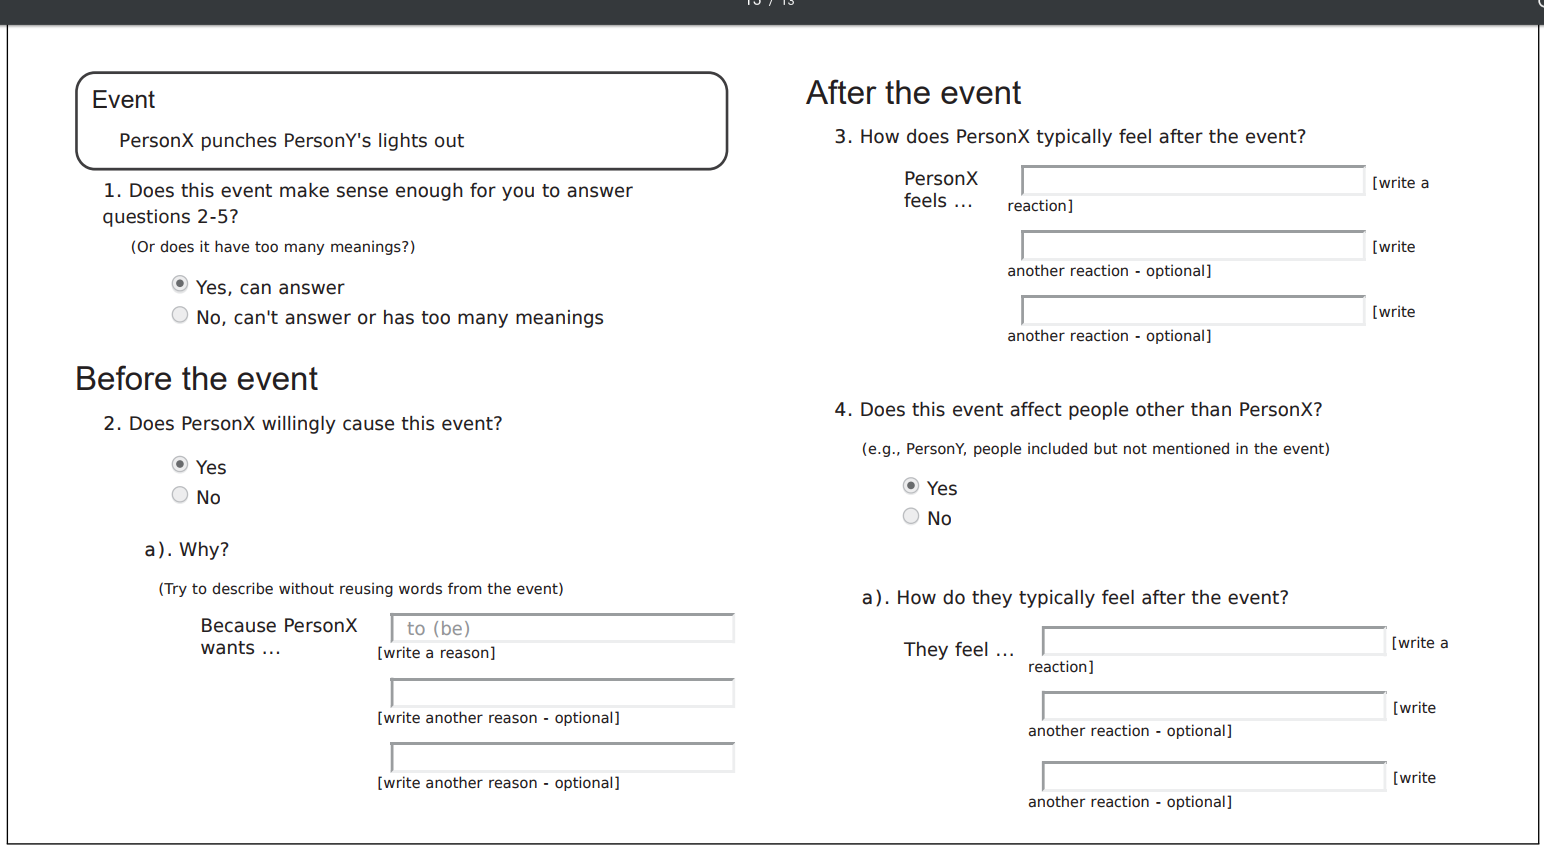 Event
PersonX punches PersonY's lights out
1. Does this event make sense enough for you to answer
questions 2-5?
(Or does it have too many meanings?)
Yes, can answer
No, can't answer or has too many meanings
Before the event
2. Does PersonX willingly cause this event?
Yes
No
a). Why?
(Try to describe without reusing words from the event)
Because PersonX
wants ...
to (be)
[write a reason]
[write another reason - optional]
[write another reason - optional]
After the event
3. How does PersonX typically feel after the event?
PersonX
feels ...
[write a
reaction]
[write
another reaction - optional]
[write
another reaction - optional]
4. Does this event affect people other than PersonX?
(e.g., PersonY, people included but not mentioned in the event)
Yes
No
a). How do they typically feel after the event?
They feel ...
[write a
reaction]
[write
another reaction - optional]
[write
another reaction - optional]